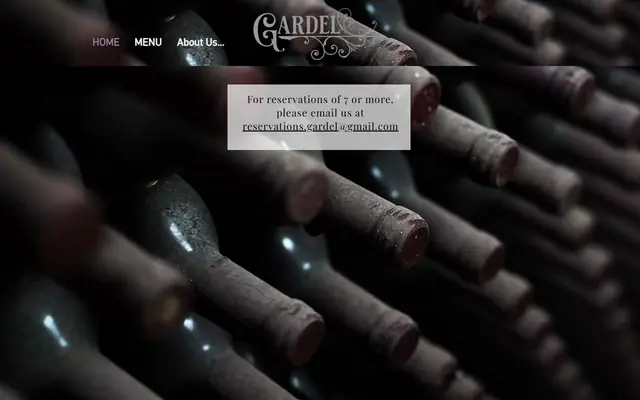 GARDEL
HOME MENU About Us...
For reservations of 7 or more,
please email us at
reservations.gardel@gmail.com